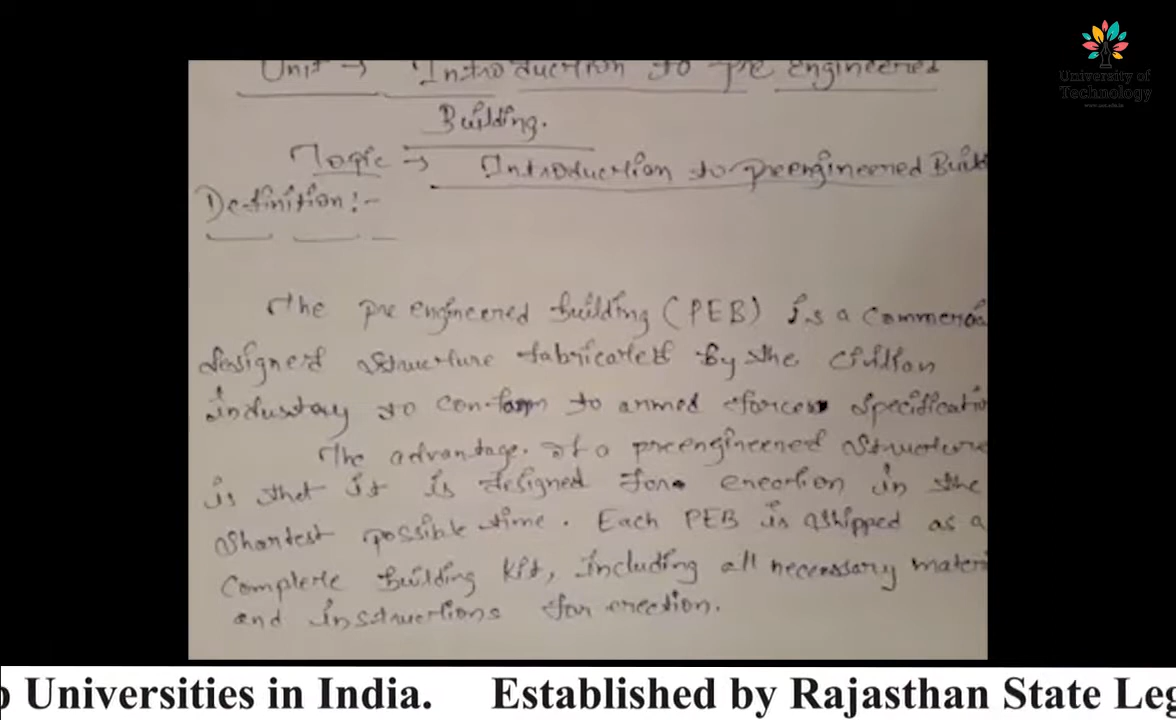 University of
Technology
Unit → Introduction to pre engineered
Building.
Topic → Introduction to preengineered Build
Definition:-
The pre engineered building (PEB) is a commerci
designed structure fabricated by the civilian
industry to conform to armed forces specificatio
The advantage of a preengineered structure
is that it is designed for erection in the
shortest possible time. Each PEB is shipped as a
complete building kit, including all necessary materi
and instructions for erection.
Universities in India. Established by Rajasthan State Leg